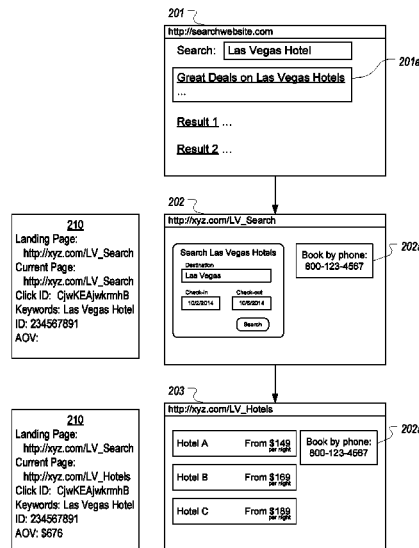 201
http://searchwebsite.com
Search: Las Vegas Hotel
Great Deals on Las Vegas Hotels
...
201a
Result 1 ...
Result 2 ...
202
http://xyz.com/LV_Search
Search Las Vegas Hotels
Destination
Las Vegas
Check-in Check-out
10/2/2014 10/6/2014
Search
Book by phone:
800-123-4567
202a
210
Landing Page:
http://xyz.com/LV_Search
Current Page:
http://xyz.com/LV_Search
Click ID: CjwKEAjwkrmhB
Keywords: Las Vegas Hotel
ID: 234567891
AOV:
203
http://xyz.com/LV_Hotels
Hotel A From $149
per night
Hotel B From $169
per night
Hotel C From $189
per night
Book by phone:
800-123-4567
202a
210
Landing Page:
http://xyz.com/LV_Search
Current Page:
http://xyz.com/LV_Hotels
Click ID: CjwKEAjwkrmhB
Keywords: Las Vegas Hotel
ID: 234567891
AOV: $676